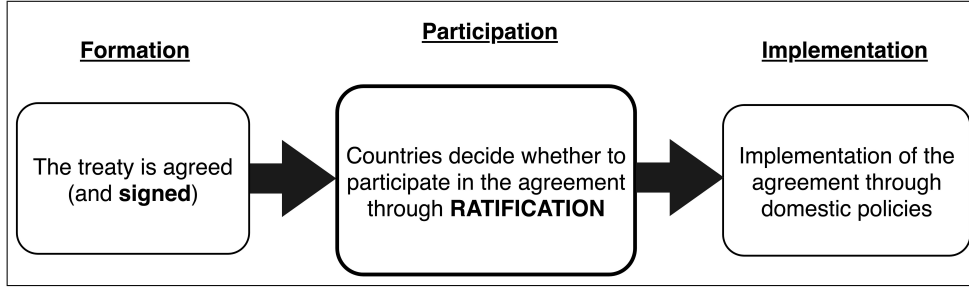 Formation
The treaty is agreed
(and signed)
Participation
Countries decide whether to
participate in the agreement
through RATIFICATION
Implementation
Implementation of the
agreement through
domestic policies